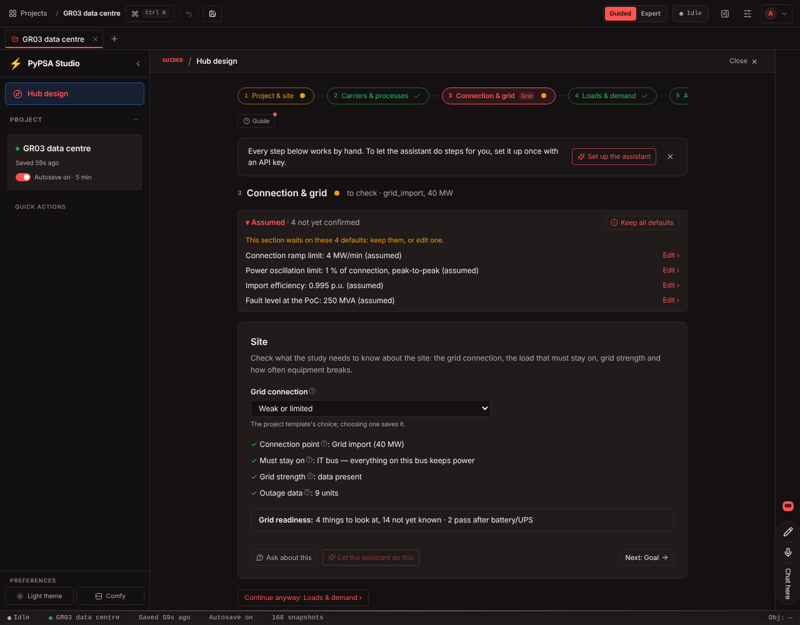 Projects / GR03 data centre ⌘ Ctrl K
Guided Expert
Idle
A
GR03 data centre
PyPSA Studio
Hub design
PROJECT
GR03 data centre
Saved 59s ago
Autosave on · 5 min
QUICK ACTIONS
PREFERENCES
Light theme
Comfy
GUIDED / Hub design
Close
1 Project & site
2 Carriers & processes
3 Connection & grid Grid
4 Loads & demand
5 A
Guide
Every step below works by hand. To let the assistant do steps for you, set it up once with
an API key.
Set up the assistant
3 Connection & grid to check · grid_import, 40 MW
▾ Assumed · 4 not yet confirmed
Keep all defaults
This section waits on these 4 defaults: keep them, or edit one.
Connection ramp limit: 4 MW/min (assumed) Edit ›
Power oscillation limit: 1 % of connection, peak-to-peak (assumed) Edit ›
Import efficiency: 0.995 p.u. (assumed) Edit ›
Fault level at the PoC: 250 MVA (assumed) Edit ›
Site
Check what the study needs to know about the site: the grid connection, the load that must stay on, grid strength and
how often equipment breaks.
Grid connection
Weak or limited
The project template's choice; choosing one saves it.
✓ Connection point: Grid import (40 MW)
✓ Must stay on: IT bus — everything on this bus keeps power
✓ Grid strength: data present
✓ Outage data: 9 units
Grid readiness: 4 things to look at, 14 not yet known · 2 pass after battery/UPS
Ask about this
Let the assistant do this
Next: Goal →
Continue anyway: Loads & demand ›
Chat here
Idle GR03 data centre Saved 59s ago Autosave on 168 snapshots Obj: —